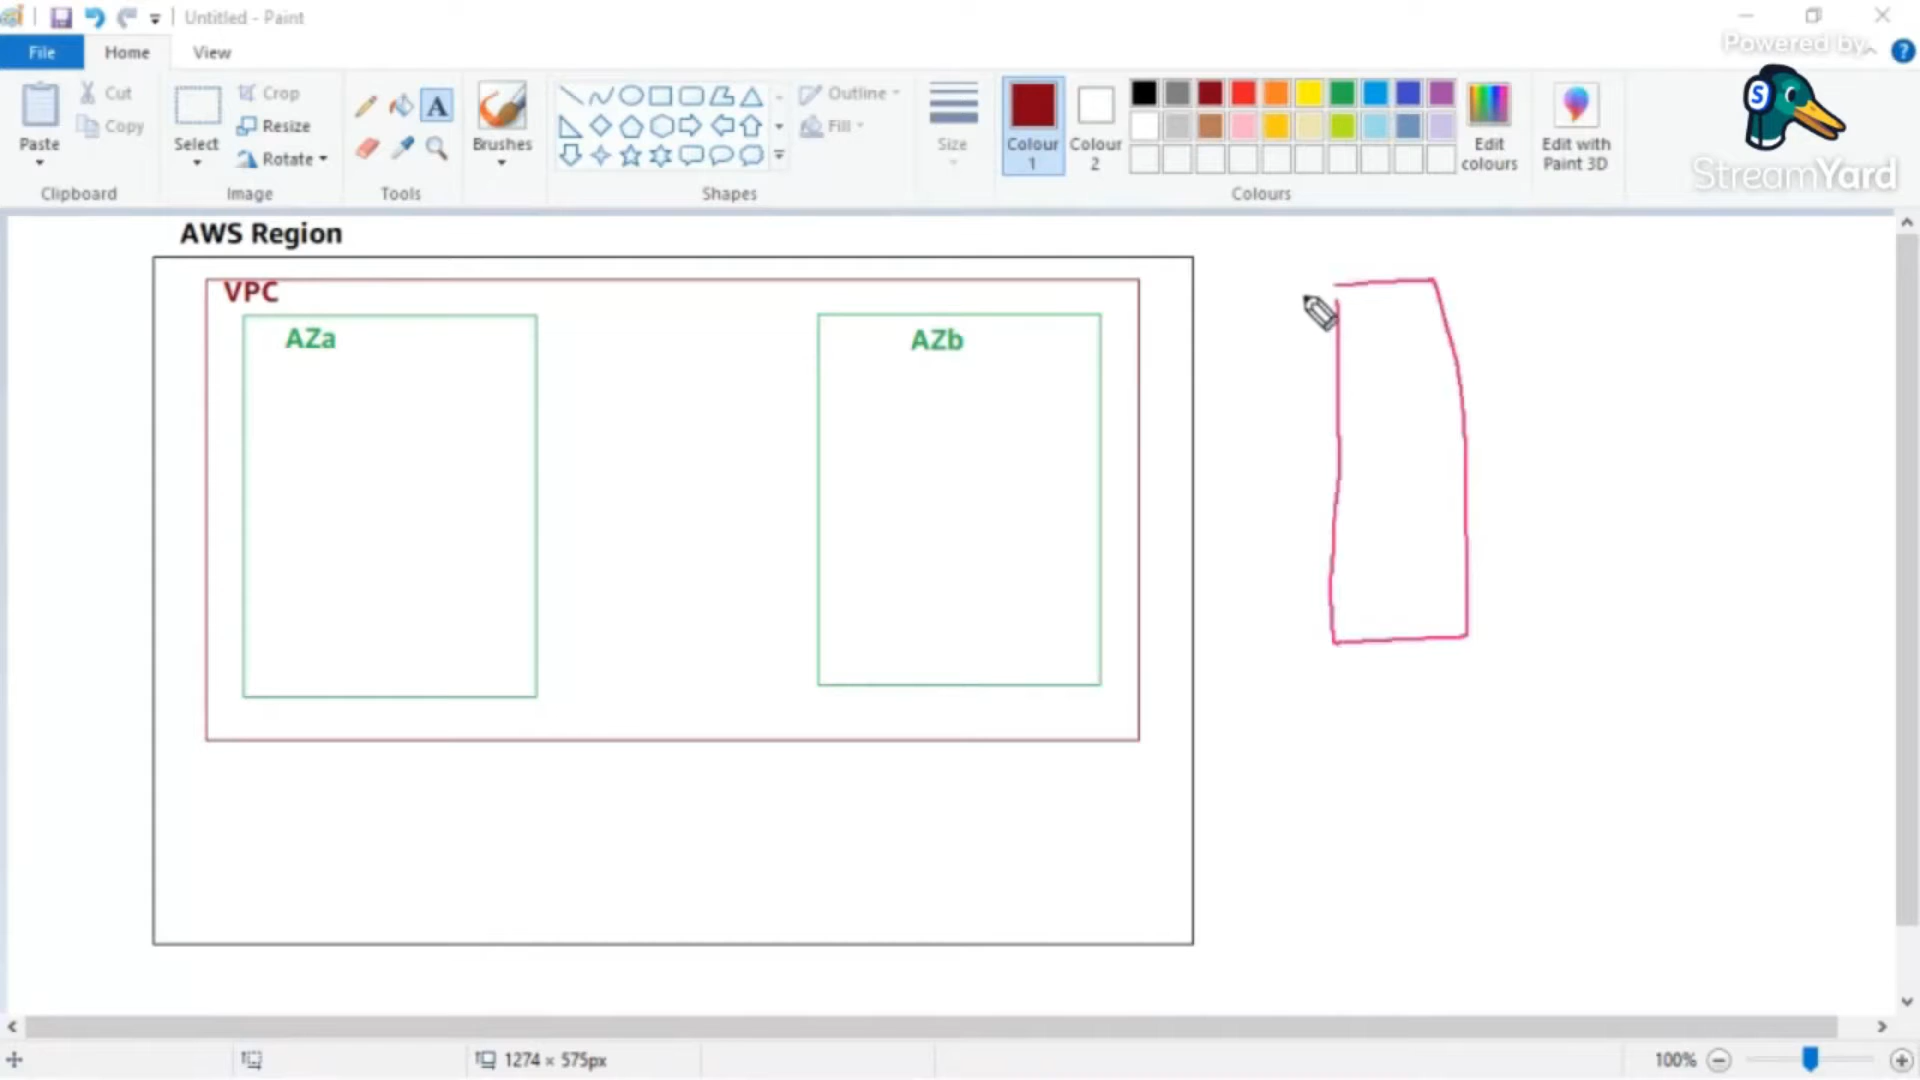 Untitled - Paint
Powered by
File Home View
Paste
Cut
Copy
Clipboard
Select
Crop
Resize
Rotate
Image
A
Tools
Brushes
Outline
Fill
Shapes
Size
Colour
1
Colour
2
Edit
colours
Colours
Edit with
Paint 3D
S
StreamYard
AWS Region
VPC
AZa
AZb
1274 × 575px
100%